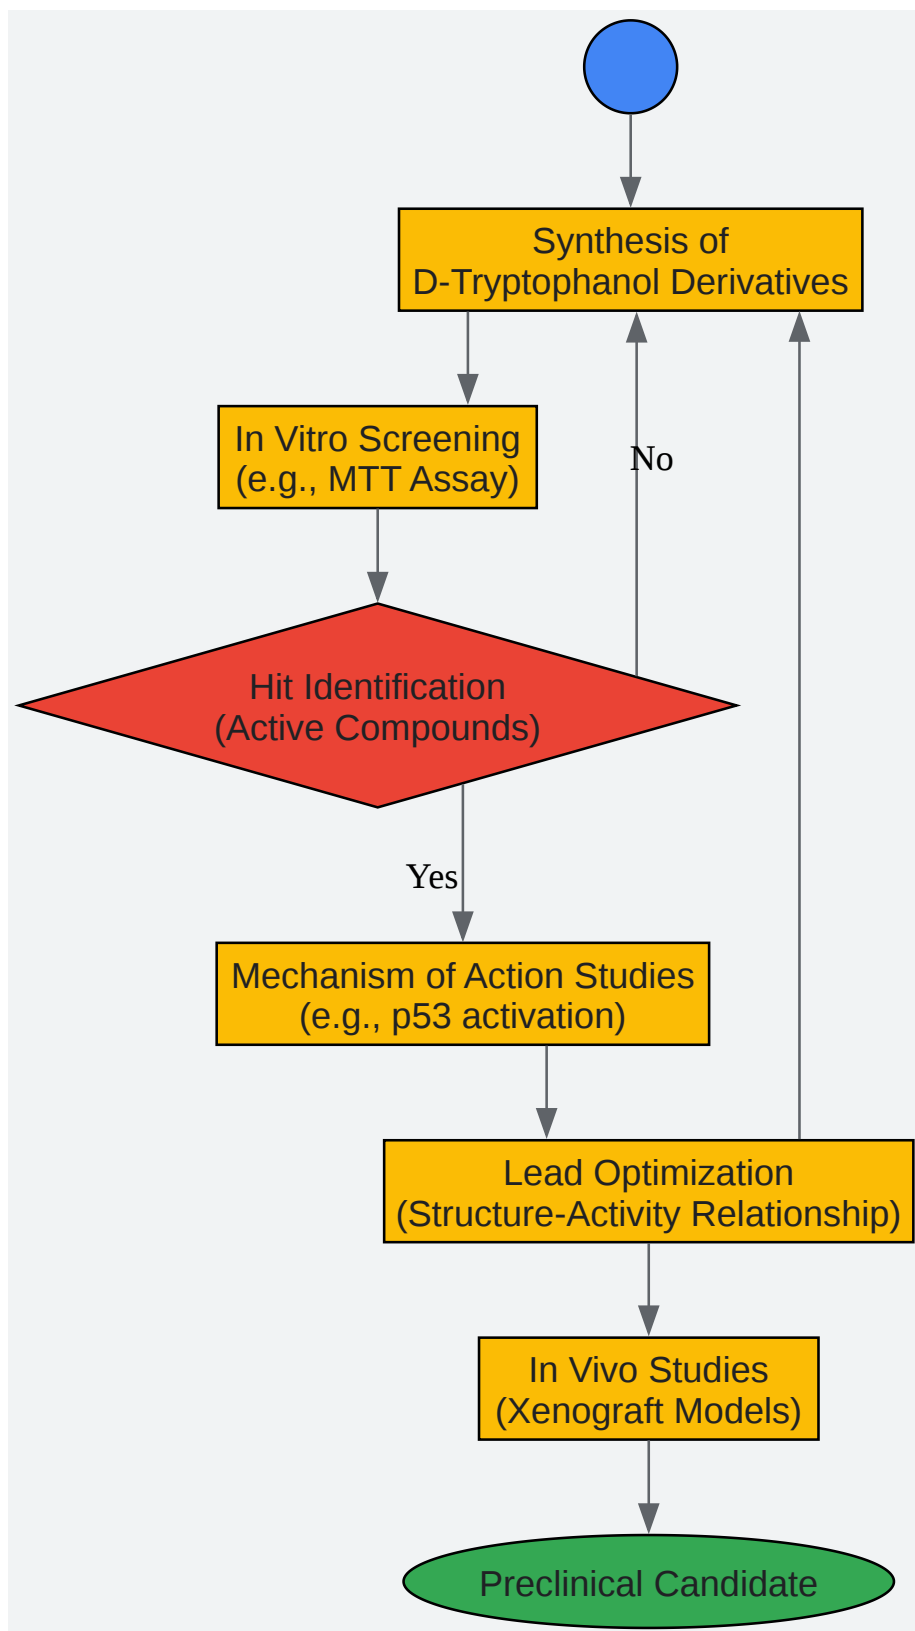 Synthesis of
D-Tryptophanol Derivatives
In Vitro Screening
(e.g., MTT Assay)
No
Hit Identification
(Active Compounds)
Yes
Mechanism of Action Studies
(e.g., p53 activation)
Lead Optimization
(Structure-Activity Relationship)
In Vivo Studies
(Xenograft Models)
Preclinical Candidate